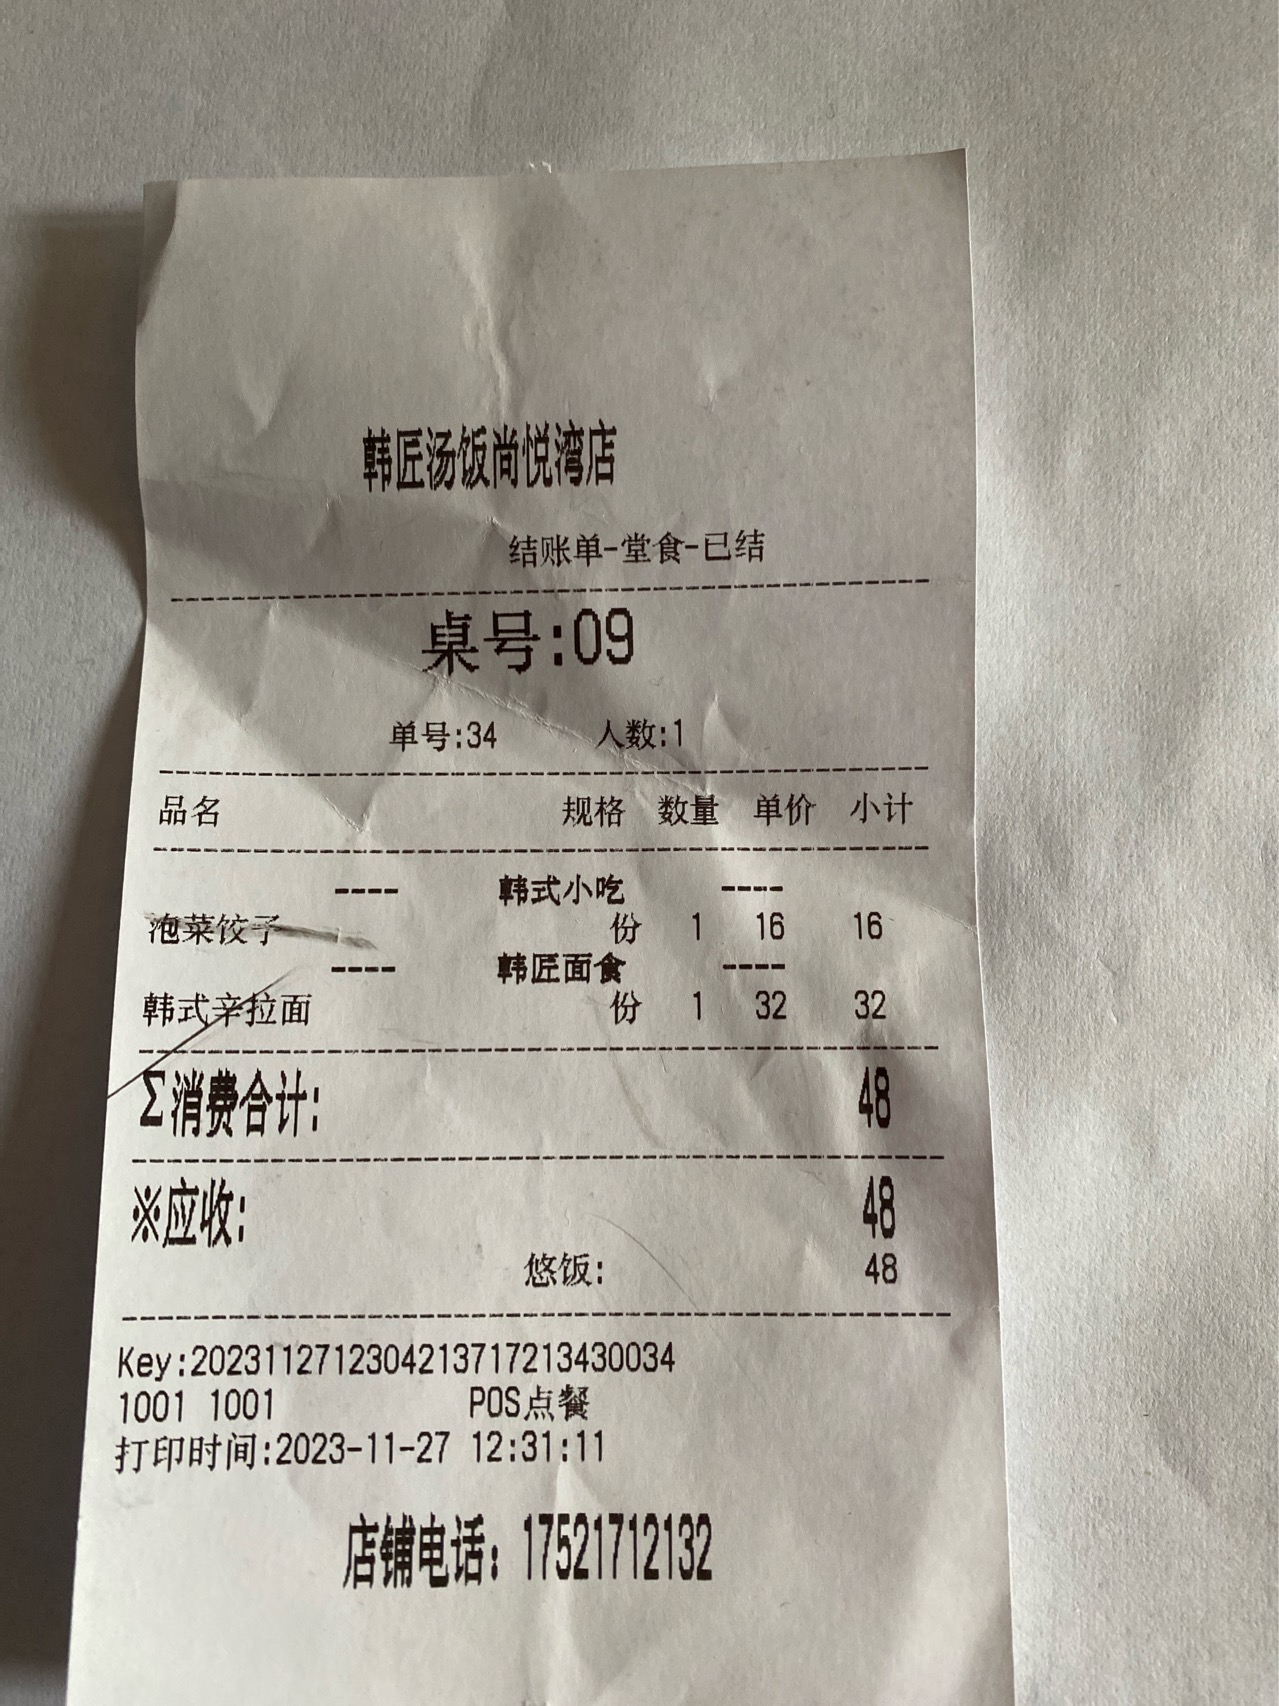 韩匠汤饭尚悦湾店
结账单-堂食-已结
桌号:09
单号:34 人数:1
品名 规格 数量 单价 小计
---- 韩式小吃 ----
泡菜饺子 份 1 16 16
---- 韩匠面食 ----
韩式辛拉面 份 1 32 32
Σ消费合计: 48
※应收: 48
悠饭: 48
Key:20231127123042137172134300​34
1001 1001 POS点餐
打印时间:2023-11-27 12:31:11
店铺电话: 17521712132